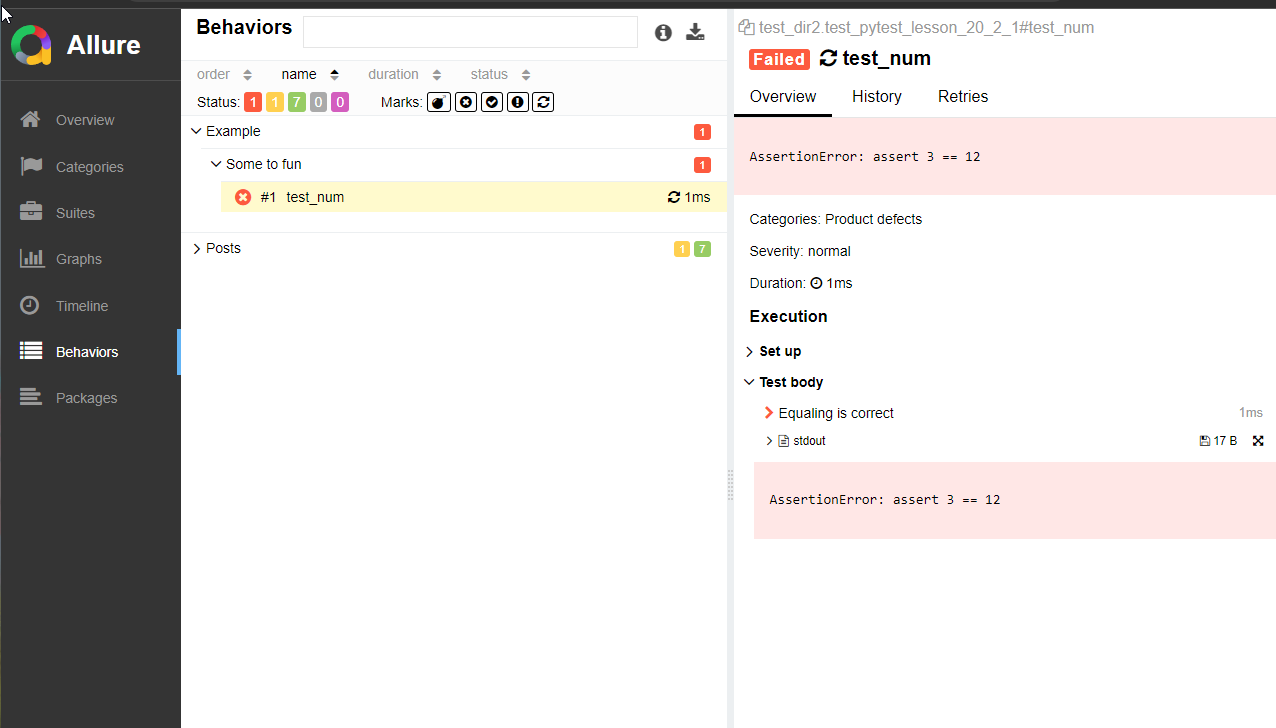 Allure
Overview
Categories
Suites
Graphs
Timeline
Behaviors
Packages
Behaviors
order name duration status
Status: 1 1 7 0 0 Marks:
Example 1
Some to fun 1
#1 test_num 1ms
Posts 1 7
test_dir2.test_pytest_lesson_20_2_1#test_num
Failed test_num
Overview History Retries
AssertionError: assert 3 == 12
Categories: Product defects
Severity: normal
Duration: 1ms
Execution
Set up
Test body
Equaling is correct 1ms
stdout 17 B
AssertionError: assert 3 == 12